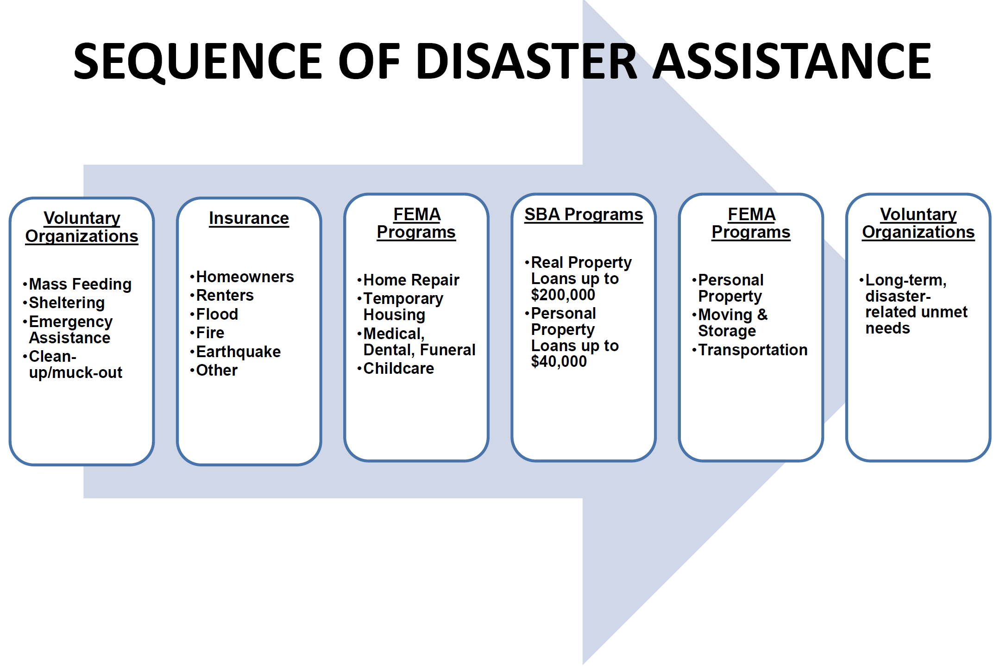 SEQUENCE OF DISASTER ASSISTANCE
Voluntary
Organizations
•Mass Feeding
•Sheltering
•Emergency
Assistance
•Clean-
up/muck-out
Insurance
•Homeowners
•Renters
•Flood
•Fire
•Earthquake
•Other
FEMA
Programs
•Home Repair
•Temporary
Housing
•Medical,
Dental, Funeral
•Childcare
SBA Programs
•Real Property
Loans up to
$200,000
•Personal
Property
Loans up to
$40,000
FEMA
Programs
•Personal
Property
•Moving &
Storage
•Transportation
Voluntary
Organizations
•Long-term,
disaster-
related unmet
needs